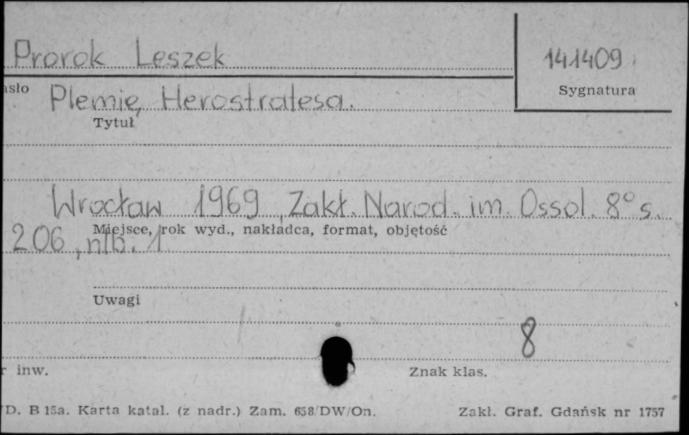 Prorok Leszek
141409
asło
Sygnatura
Plemię Herostratesa.
Tytuł
Wrocław 1969, Zakł. Narod. im. Ossol. 8° s.
Miejsce, rok wyd., nakładca, format, objętość
206, nlb. 1
Uwagi
8
r inw.
Znak klas.
D. B 15a. Karta katal. (z nadr.) Zam. 658/DW/On.
Zakł. Graf. Gdańsk nr 1757